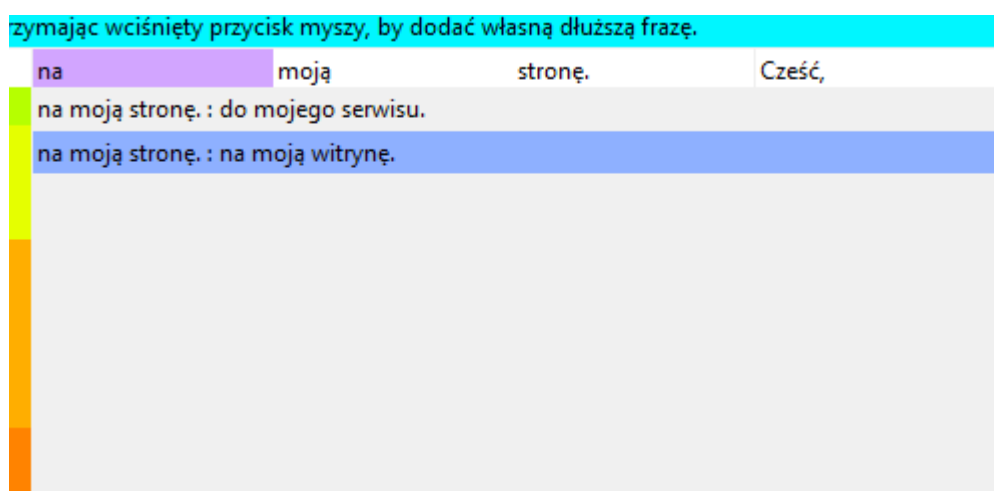 rzymając wciśnięty przycisk myszy, by dodać własną dłuższą frazę.
na moją stronę. Cześć,
na moją stronę. : do mojego serwisu.
na moją stronę. : na moją witrynę.